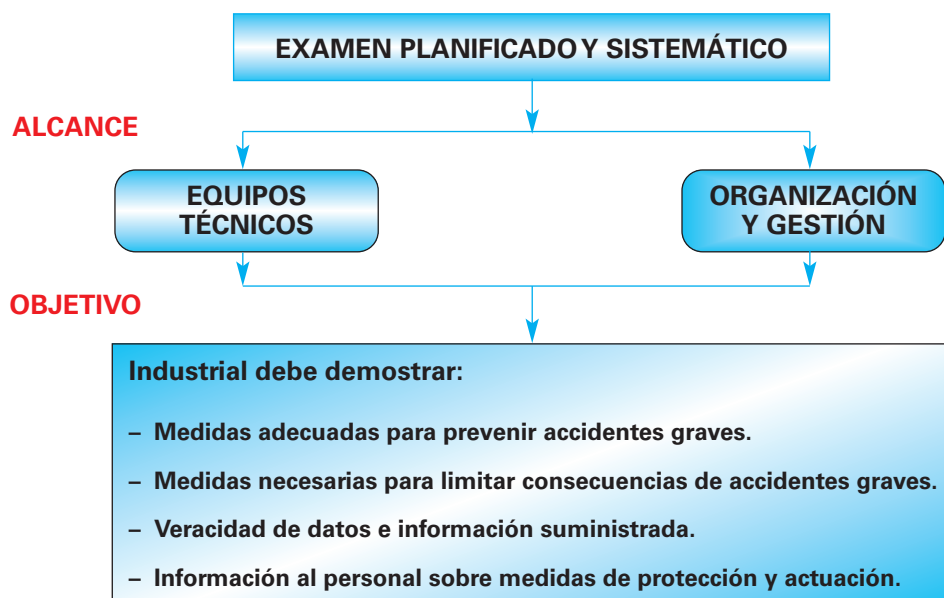 EXAMEN PLANIFICADO Y SISTEMÁTICO
ALCANCE
EQUIPOS
TÉCNICOS
ORGANIZACIÓN
Y GESTIÓN
OBJETIVO
Industrial debe demostrar:
– Medidas adecuadas para prevenir accidentes graves.
– Medidas necesarias para limitar consecuencias de accidentes graves.
– Veracidad de datos e información suministrada.
– Información al personal sobre medidas de protección y actuación.